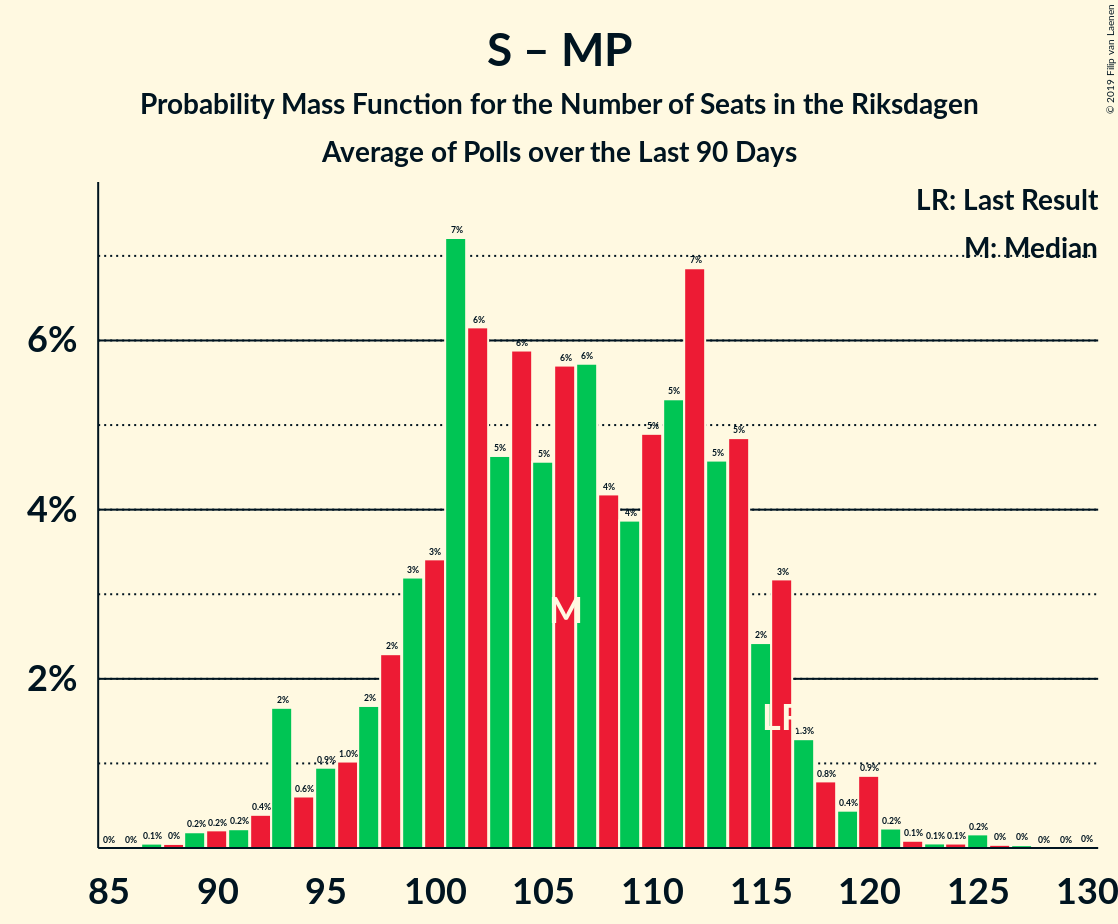 S – MP
Probability Mass Function for the Number of Seats in the Riksdagen
Average of Polls over the Last 90 Days
© 2019 Filip van Laenen
LR: Last Result
M: Median
6%
4%
2%
0% 0% 0.1% 0% 0.2% 0.2% 0.2% 0.4% 2% 0.6% 0.9% 1.0% 2% 2% 3% 3% 7% 6% 5% 6% 5% 6% 6% 4% 4% 5% 5% 7% 5% 5% 2% 3% 1.3% 0.8% 0.4% 0.9% 0.2% 0.1% 0.1% 0.1% 0.2% 0% 0% 0% 0% 0%
M
LR
85 90 95 100 105 110 115 120 125 130